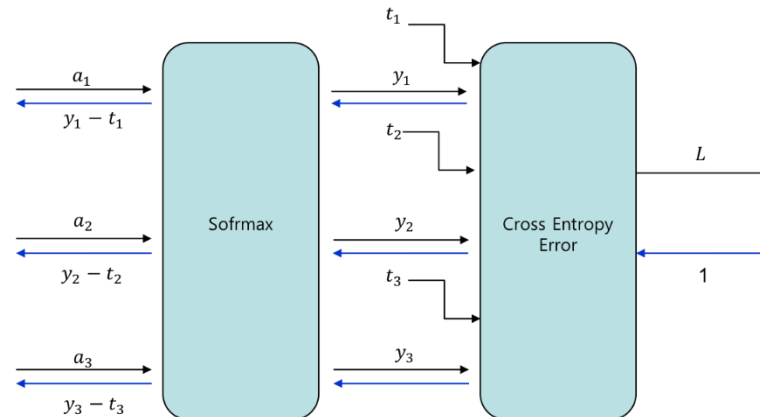 t₁
a₁
y₁
y₁ − t₁
t₂
L
a₂
Sofrmax
y₂
Cross Entropy
Error
y₂ − t₂
t₃
1
a₃
y₃
y₃ − t₃